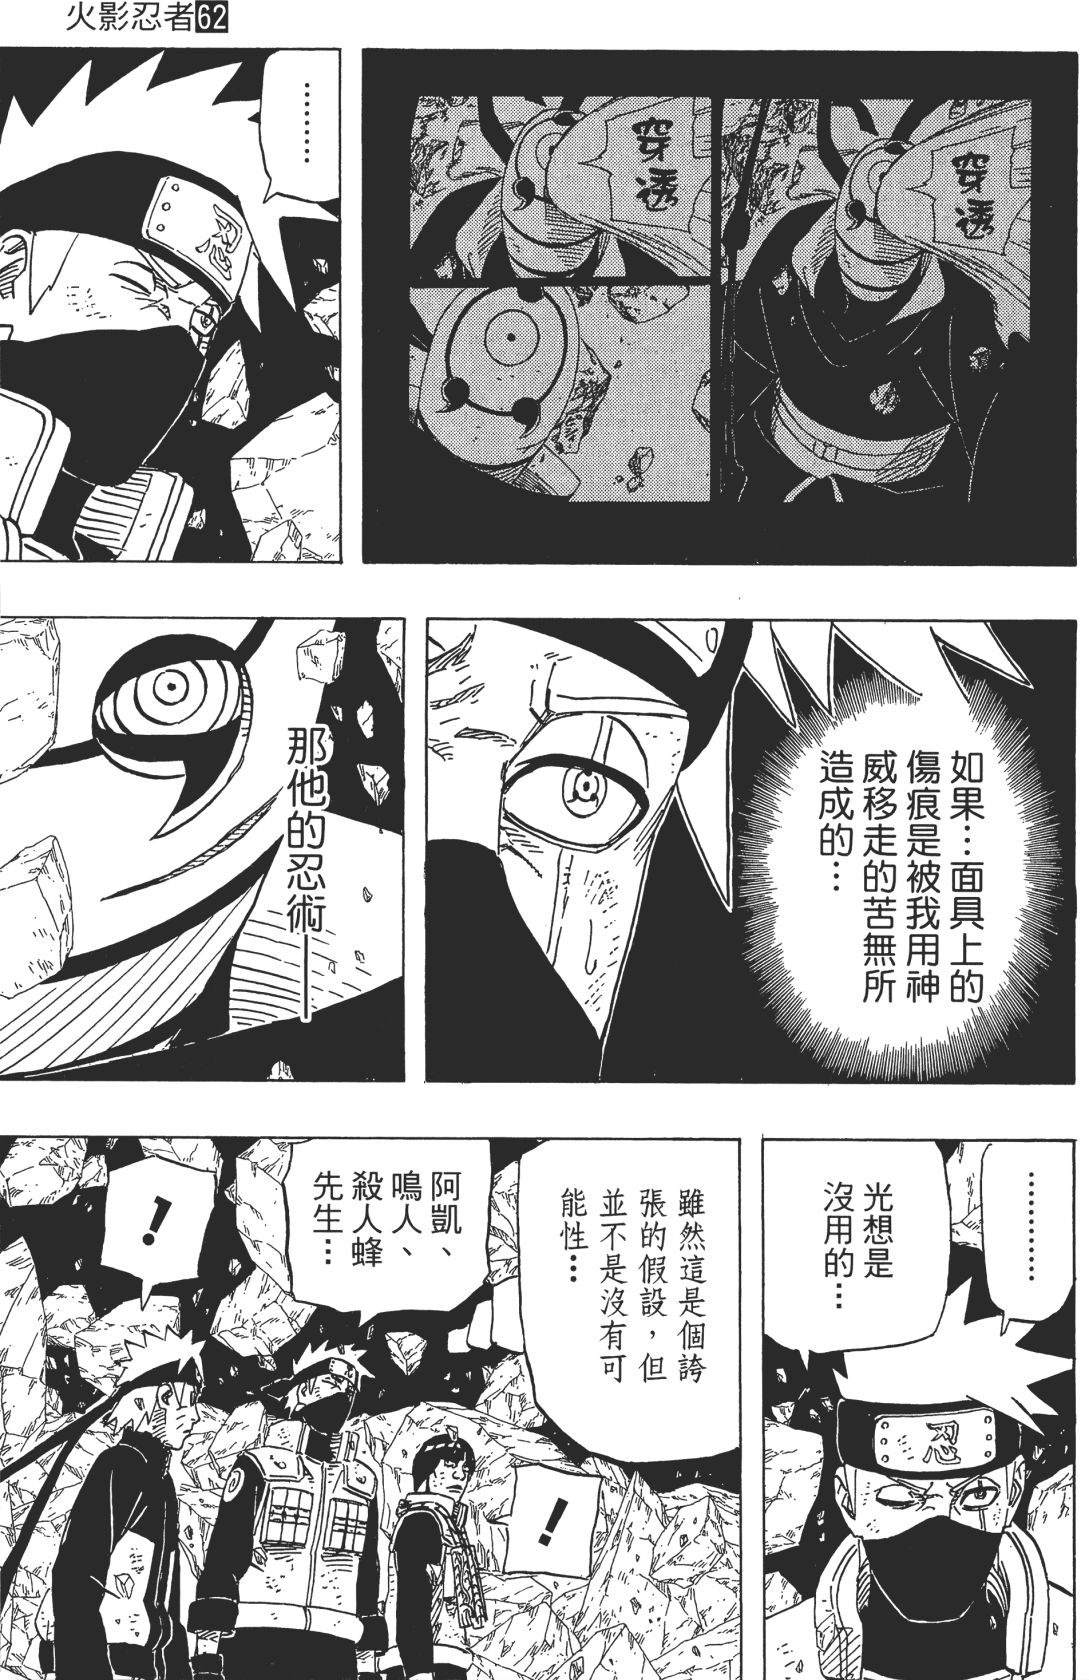 火影忍者62
穿透
穿透
………
如果…面具上的
傷痕是被我用神
威移走的苦無所
造成的…
那他的忍術——
………
光想是
沒用的…
雖然這是個誇
張的假設，但
並不是沒有可
能性…
阿凱、
鳴人、
殺人蜂
先生…
！
！
忍
忍